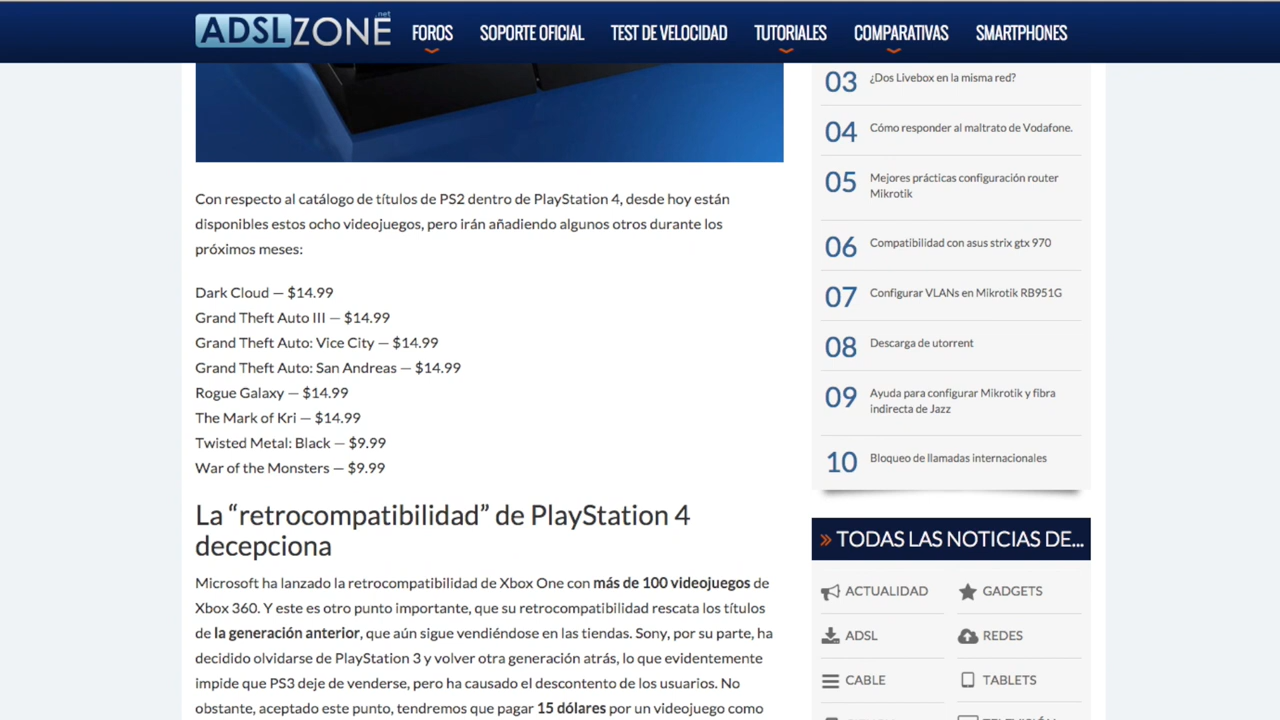 ADSLZONE.net
FOROS SOPORTE OFICIAL TEST DE VELOCIDAD TUTORIALES COMPARATIVAS SMARTPHONES
Con respecto al catálogo de títulos de PS2 dentro de PlayStation 4, desde hoy están
disponibles estos ocho videojuegos, pero irán añadiendo algunos otros durante los
próximos meses:
Dark Cloud — $14.99
Grand Theft Auto III — $14.99
Grand Theft Auto: Vice City — $14.99
Grand Theft Auto: San Andreas — $14.99
Rogue Galaxy — $14.99
The Mark of Kri — $14.99
Twisted Metal: Black — $9.99
War of the Monsters — $9.99
La “retrocompatibilidad” de PlayStation 4
decepciona
Microsoft ha lanzado la retrocompatibilidad de Xbox One con más de 100 videojuegos de
Xbox 360. Y este es otro punto importante, que su retrocompatibilidad rescata los títulos
de la generación anterior, que aún sigue vendiéndose en las tiendas. Sony, por su parte, ha
decidido olvidarse de PlayStation 3 y volver otra generación atrás, lo que evidentemente
impide que PS3 deje de venderse, pero ha causado el descontento de los usuarios. No
obstante, aceptado este punto, tendremos que pagar 15 dólares por un videojuego como
03 ¿Dos Livebox en la misma red?
04 Cómo responder al maltrato de Vodafone.
05 Mejores prácticas configuración router
Mikrotik
06 Compatibilidad con asus strix gtx 970
07 Configurar VLANs en Mikrotik RB951G
08 Descarga de utorrent
09 Ayuda para configurar Mikrotik y fibra
indirecta de Jazz
10 Bloqueo de llamadas internacionales
» TODAS LAS NOTICIAS DE...
ACTUALIDAD GADGETS
ADSL REDES
CABLE TABLETS